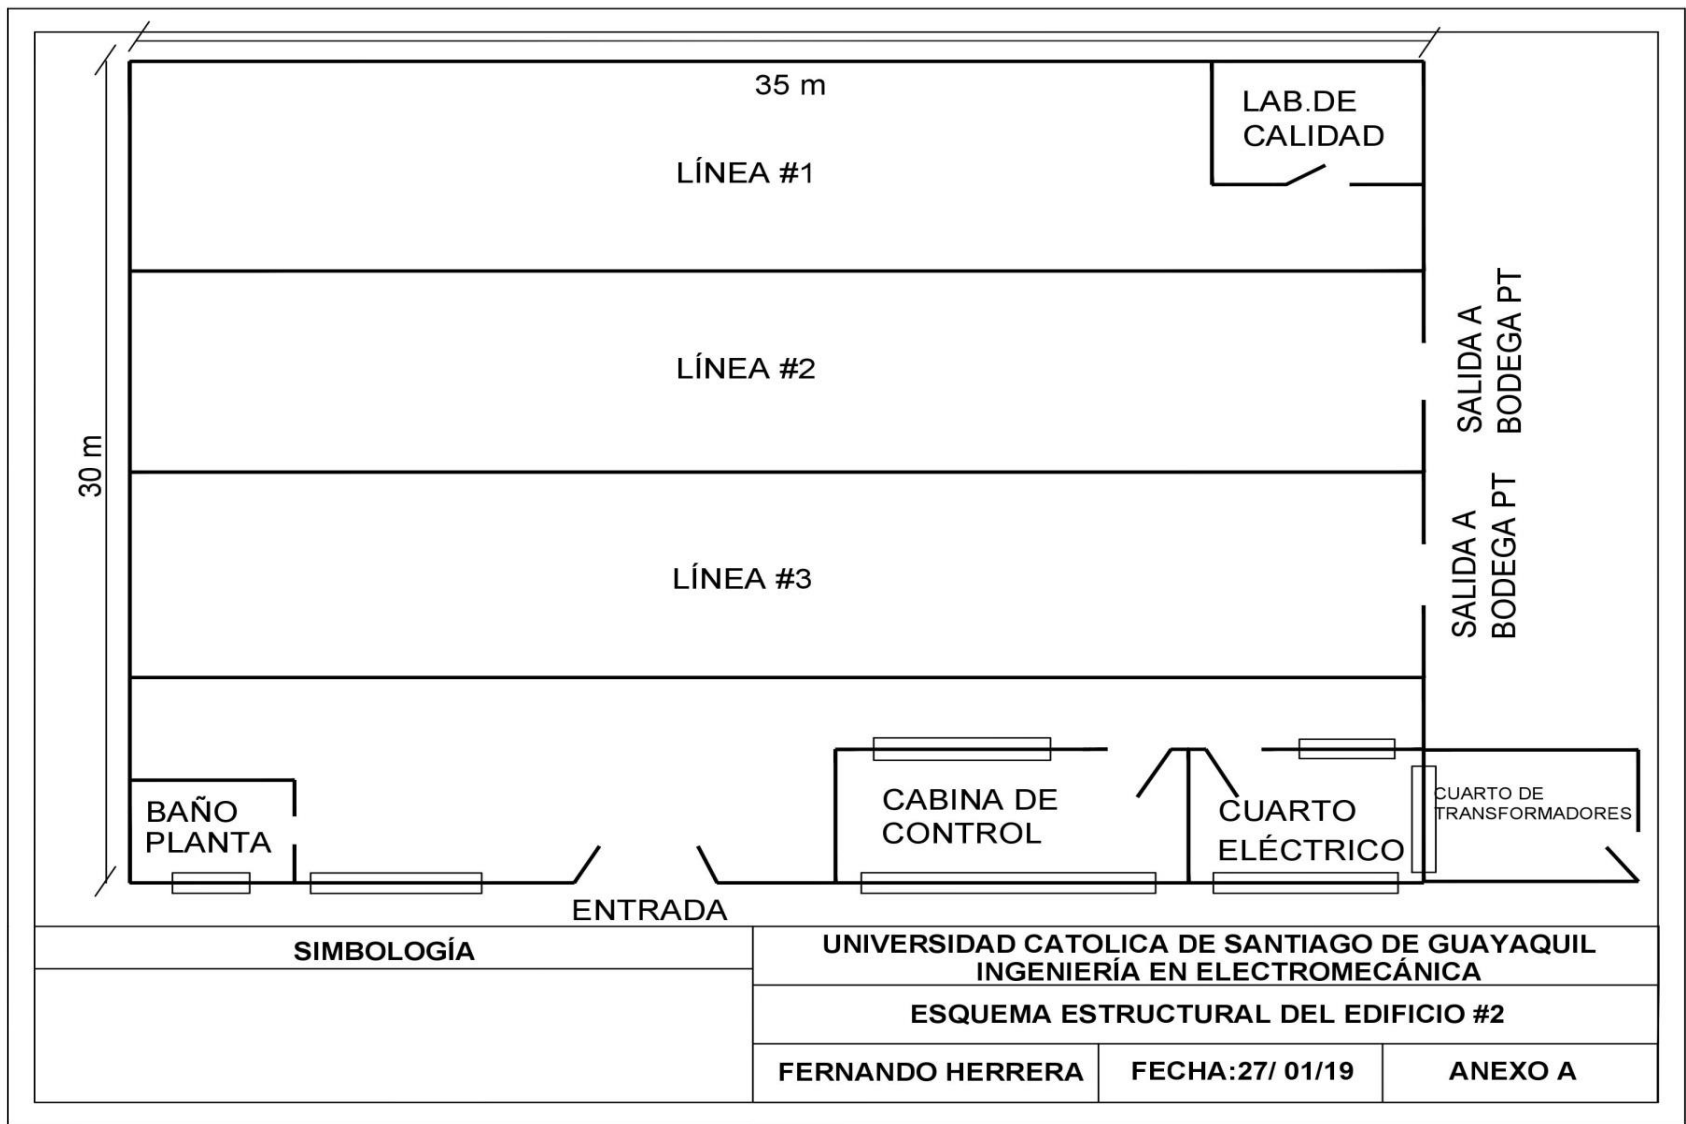 35 m
LAB.DE
CALIDAD
LÍNEA #1
LÍNEA #2
SALIDA A
BODEGA PT
30 m
LÍNEA #3
SALIDA A
BODEGA PT
BAÑO
PLANTA
CABINA DE
CONTROL
CUARTO
ELÉCTRICO
CUARTO DE
TRANSFORMADORES
ENTRADA
SIMBOLOGÍA
UNIVERSIDAD CATOLICA DE SANTIAGO DE GUAYAQUIL
INGENIERÍA EN ELECTROMECÁNICA
ESQUEMA ESTRUCTURAL DEL EDIFICIO #2
FERNANDO HERRERA
FECHA:27/ 01/19
ANEXO A